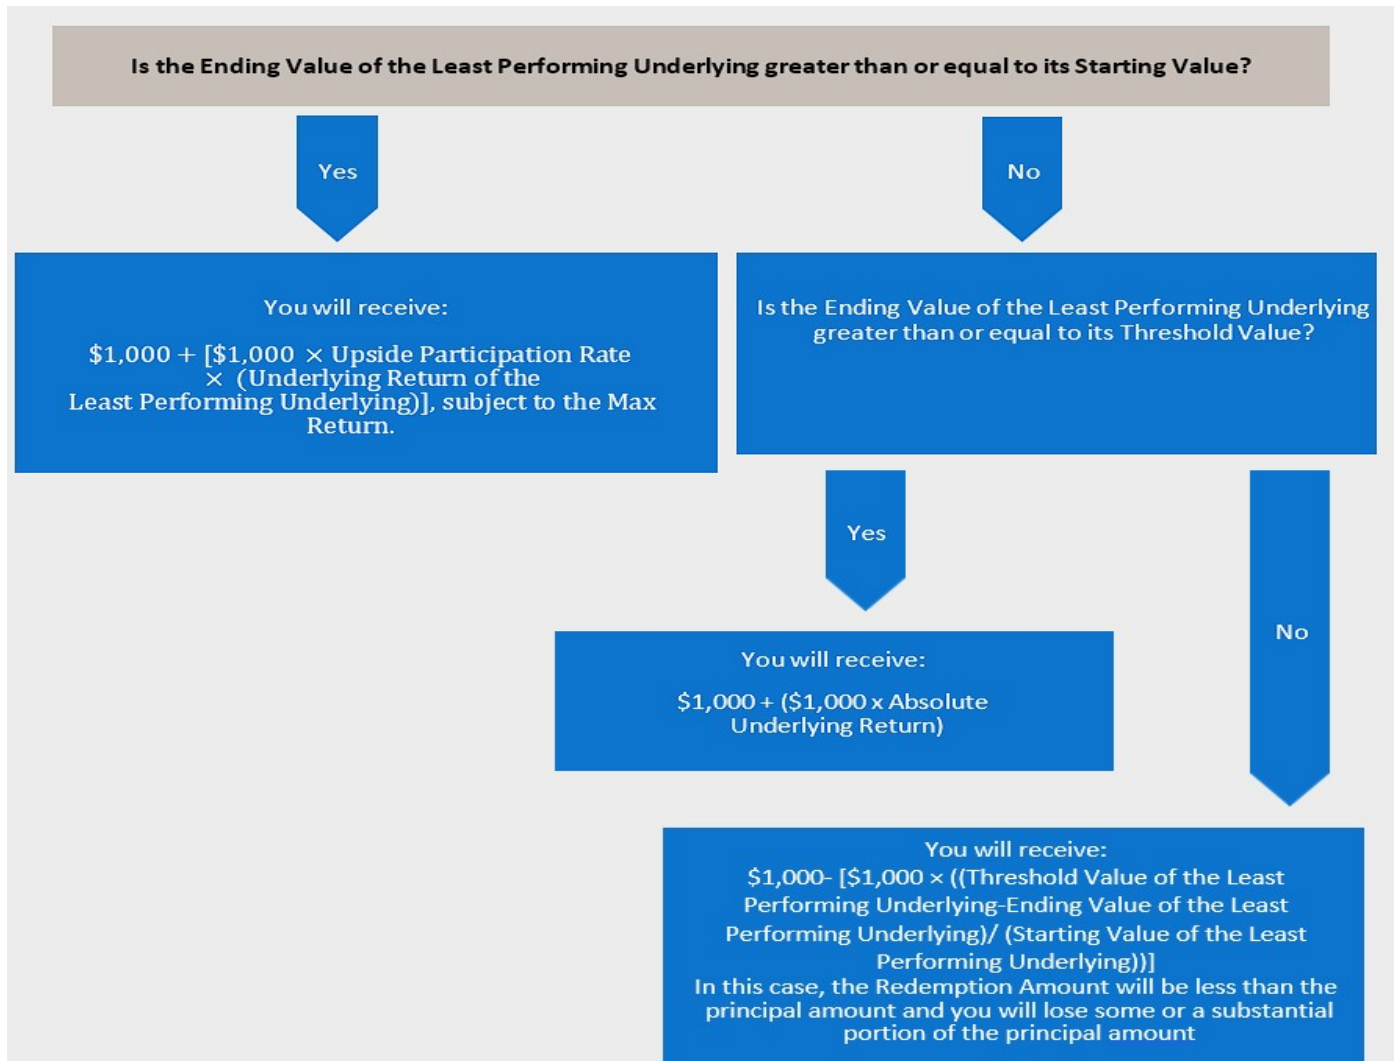 Is the Ending Value of the Least Performing Underlying greater than or equal to its Starting Value?
Yes
No
You will receive:
$1,000 + [$1,000 × Upside Participation Rate
× (Underlying Return of the
Least Performing Underlying)], subject to the Max
Return.
Is the Ending Value of the Least Performing Underlying
greater than or equal to its Threshold Value?
Yes
No
You will receive:
$1,000 + ($1,000 x Absolute
Underlying Return)
You will receive:
$1,000- [$1,000 × ((Threshold Value of the Least
Performing Underlying-Ending Value of the Least
Performing Underlying)/ (Starting Value of the Least
Performing Underlying))]
In this case, the Redemption Amount will be less than the
principal amount and you will lose some or a substantial
portion of the principal amount